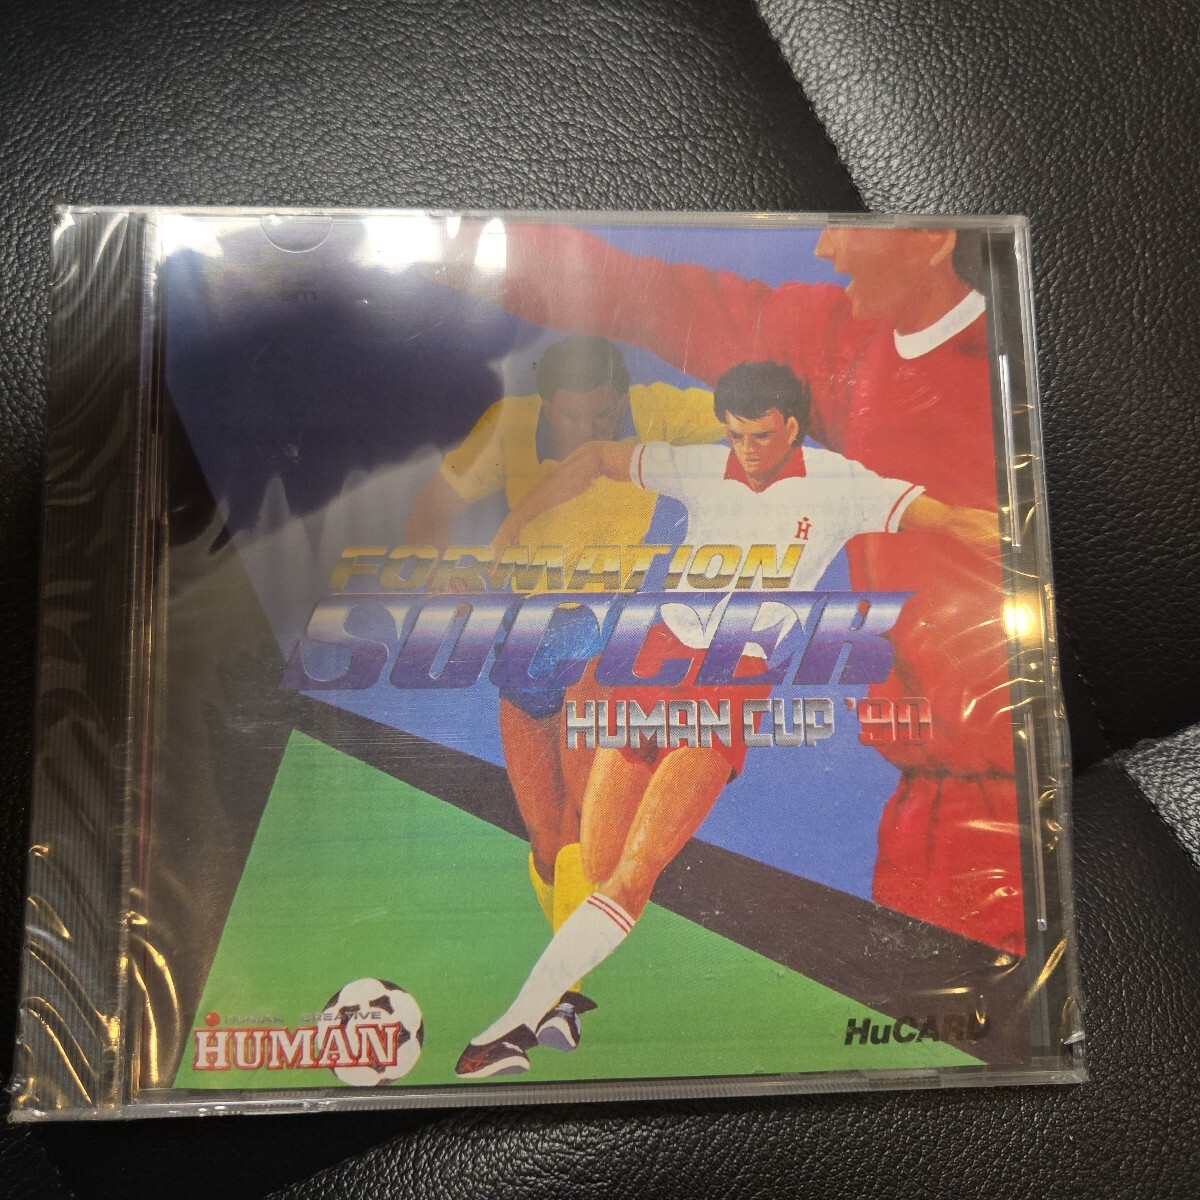 H
FORMATION
SOCCER
HUMAN CUP '90
HUMAN CREATIVE
HUMAN
HuCARD